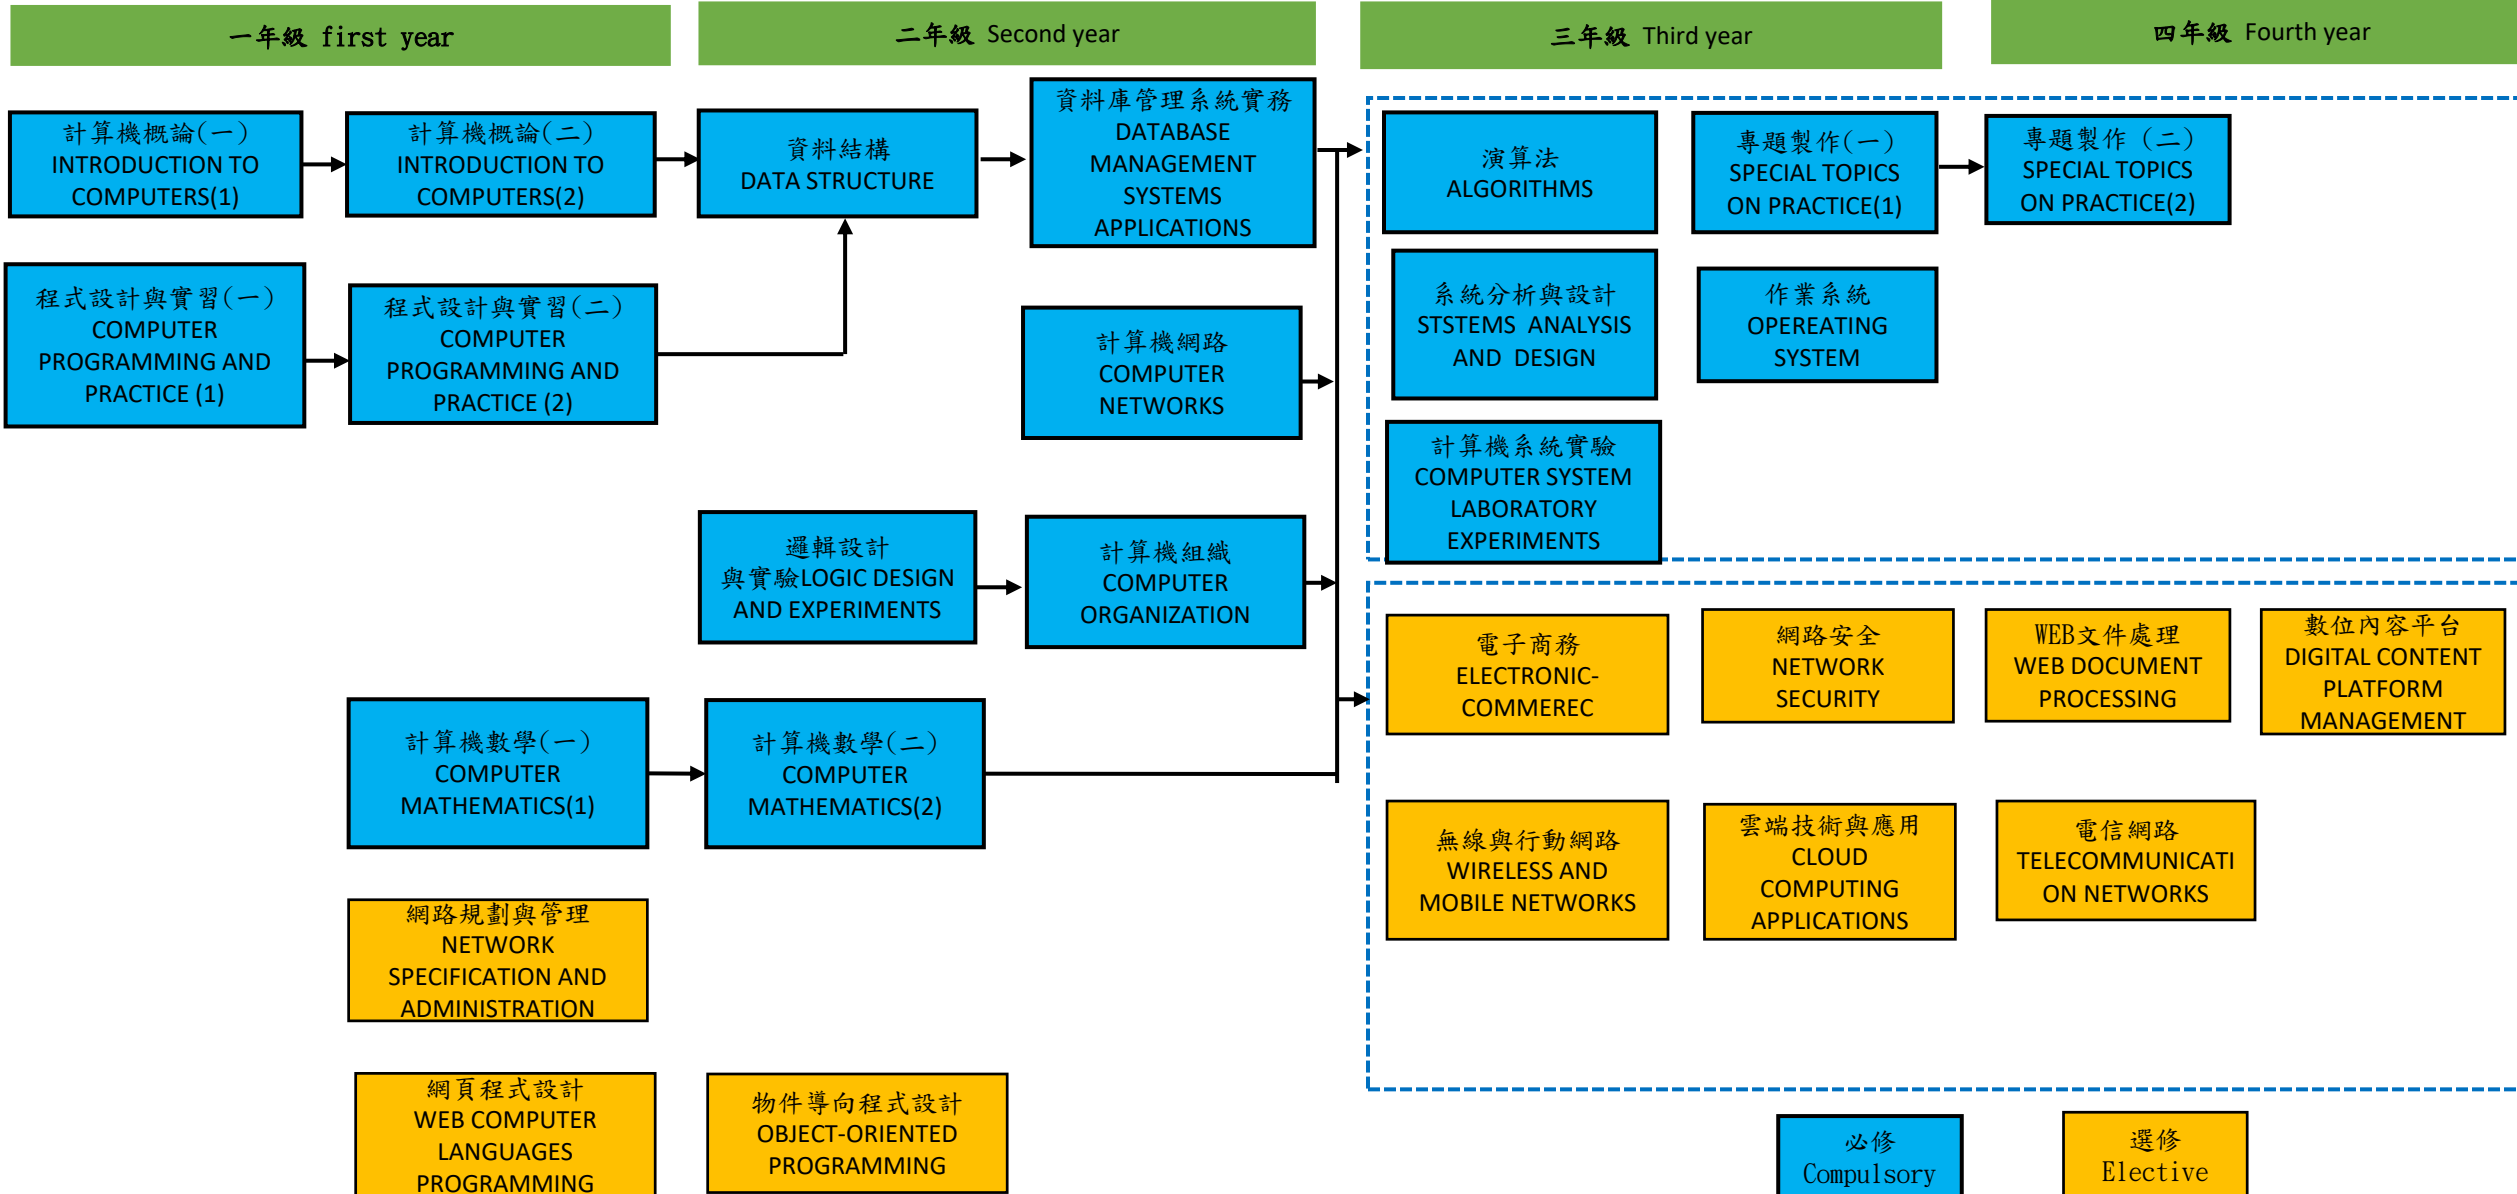 一年級 first year
二年級 Second year
三年級 Third year
四年級 Fourth year
計算機概論(一)
INTRODUCTION TO
COMPUTERS(1)
計算機概論(二)
INTRODUCTION TO
COMPUTERS(2)
資料結構
DATA STRUCTURE
資料庫管理系統實務
DATABASE
MANAGEMENT
SYSTEMS
APPLICATIONS
演算法
ALGORITHMS
專題製作(一)
SPECIAL TOPICS
ON PRACTICE(1)
專題製作 (二)
SPECIAL TOPICS
ON PRACTICE(2)
程式設計與實習(一)
COMPUTER
PROGRAMMING AND
PRACTICE (1)
程式設計與實習(二)
COMPUTER
PROGRAMMING AND
PRACTICE (2)
計算機網路
COMPUTER
NETWORKS
系統分析與設計
STSTEMS ANALYSIS
AND DESIGN
作業系統
OPEREATING
SYSTEM
計算機系統實驗
COMPUTER SYSTEM
LABORATORY
EXPERIMENTS
邏輯設計
與實驗LOGIC DESIGN
AND EXPERIMENTS
計算機組織
COMPUTER
ORGANIZATION
電子商務
ELECTRONIC-
COMMEREC
網路安全
NETWORK
SECURITY
WEB文件處理
WEB DOCUMENT
PROCESSING
數位內容平台
DIGITAL CONTENT
PLATFORM
MANAGEMENT
計算機數學(一)
COMPUTER
MATHEMATICS(1)
計算機數學(二)
COMPUTER
MATHEMATICS(2)
無線與行動網路
WIRELESS AND
MOBILE NETWORKS
雲端技術與應用
CLOUD
COMPUTING
APPLICATIONS
電信網路
TELECOMMUNICATI
ON NETWORKS
網路規劃與管理
NETWORK
SPECIFICATION AND
ADMINISTRATION
網頁程式設計
WEB COMPUTER
LANGUAGES
PROGRAMMING
物件導向程式設計
OBJECT-ORIENTED
PROGRAMMING
必修
Compulsory
選修
Elective